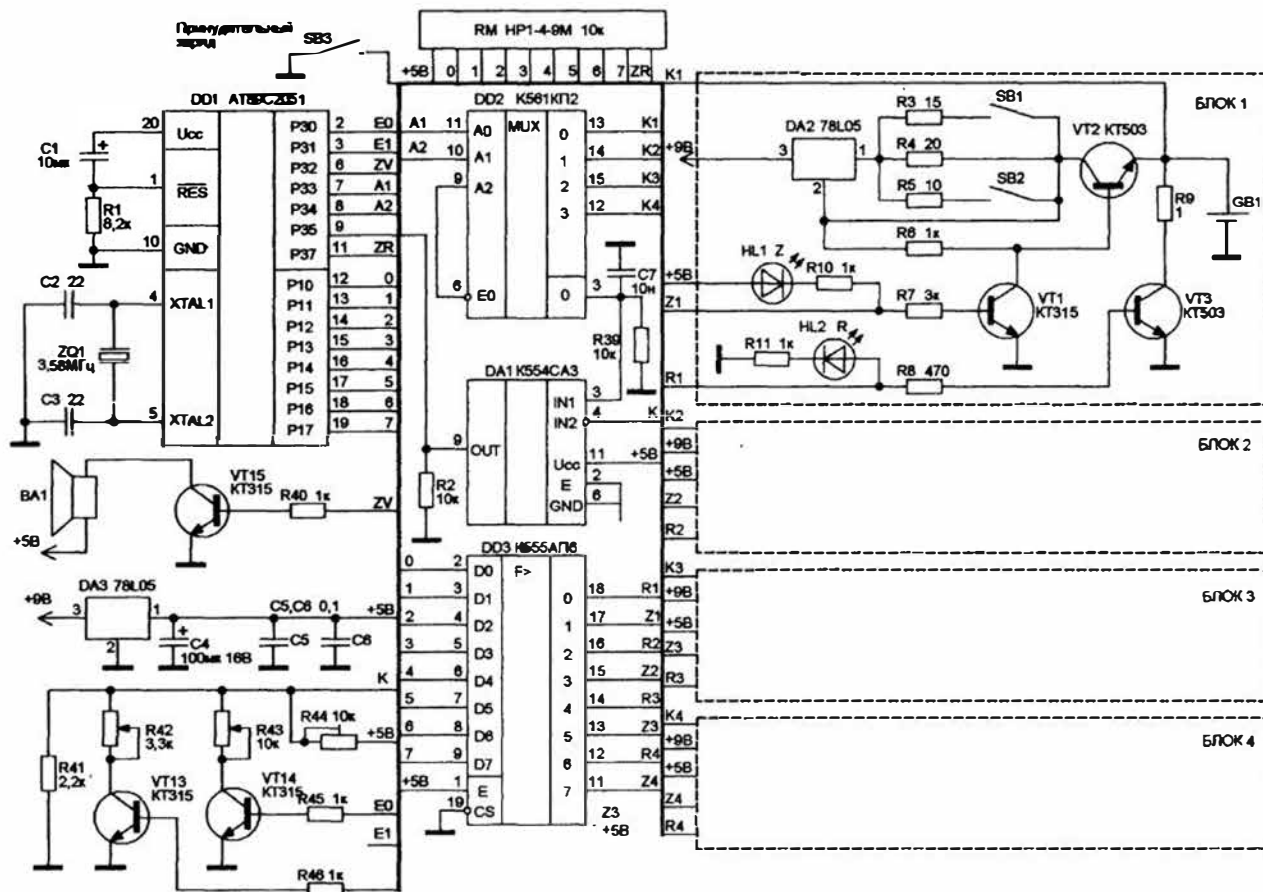 Принудительный
заряд
SB3
RM HP1-4-9M 10к
+5В 0 1 2 3 4 5 6 7 ZR K1
DD1 AT89C2051
20 Ucc
1 RES
10 GND
4 XTAL1
5 XTAL2
P30 2 E0
P31 3 E1
P32 6 ZV
P33 7 A1
P34 8 A2
P35 9
P37 11 ZR
P10 12 0
P11 13 1
P12 14 2
P13 15 3
P14 16 4
P15 17 5
P16 18 6
P17 19 7
C1
10мк
R1
8,2к
C2 22
ZQ1
3,58МГц
C3 22
DD2 К561КП2
MUX
A1 11 A0
A2 10 A1
9 A2
6 E0
0 13 K1
1 14 K2
2 15 K3
3 12 K4
0 3
C7
10н
R39
10к
DA1 К554СА3
3 IN1
4 IN2 K
9 OUT
Ucc 11 +5В
E 2
GND 6
R2
10к
БЛОК 1
+9В
DA2 78L05
3 1
2
R3 15
SB1
R4 20
R5 10
SB2
VT2 КТ503
R6 1к
R9
1
GB1
+5В
HL1 Z
R10 1к
Z1
R7 3к
VT1
КТ315
VT3
КТ503
R11 1к
HL2 R
R1
R8 470
K2
+9В
+5В
Z2
R2
БЛОК 2
K3
+9В
+5В
Z3
R3
БЛОК 3
K4
+9В
+5В
Z4
R4
БЛОК 4
BA1
+5В
VT15
КТ315
R40 1к
ZV
+9В
DA3 78L05
3 1
2
C4
100мк 16В
C5,C6 0,1
C5
C6
+5В
DD3 К555АП6
F>
0 2 D0
1 3 D1
2 4 D2
3 5 D3
4 6 D4
5 7 D5
6 8 D6
7 9 D7
+5В 1 E
19 CS
0 18 R1
1 17 Z1
2 16 R2
3 15 Z2
4 14 R3
5 13 Z3
6 12 R4
7 11 Z4
Z3
+5В
K
R41
2,2к
R42
3,3к
R43
10к
R44 10к
+5В
VT13
КТ315
VT14
КТ315
R45 1к
E0
E1
R46 1к